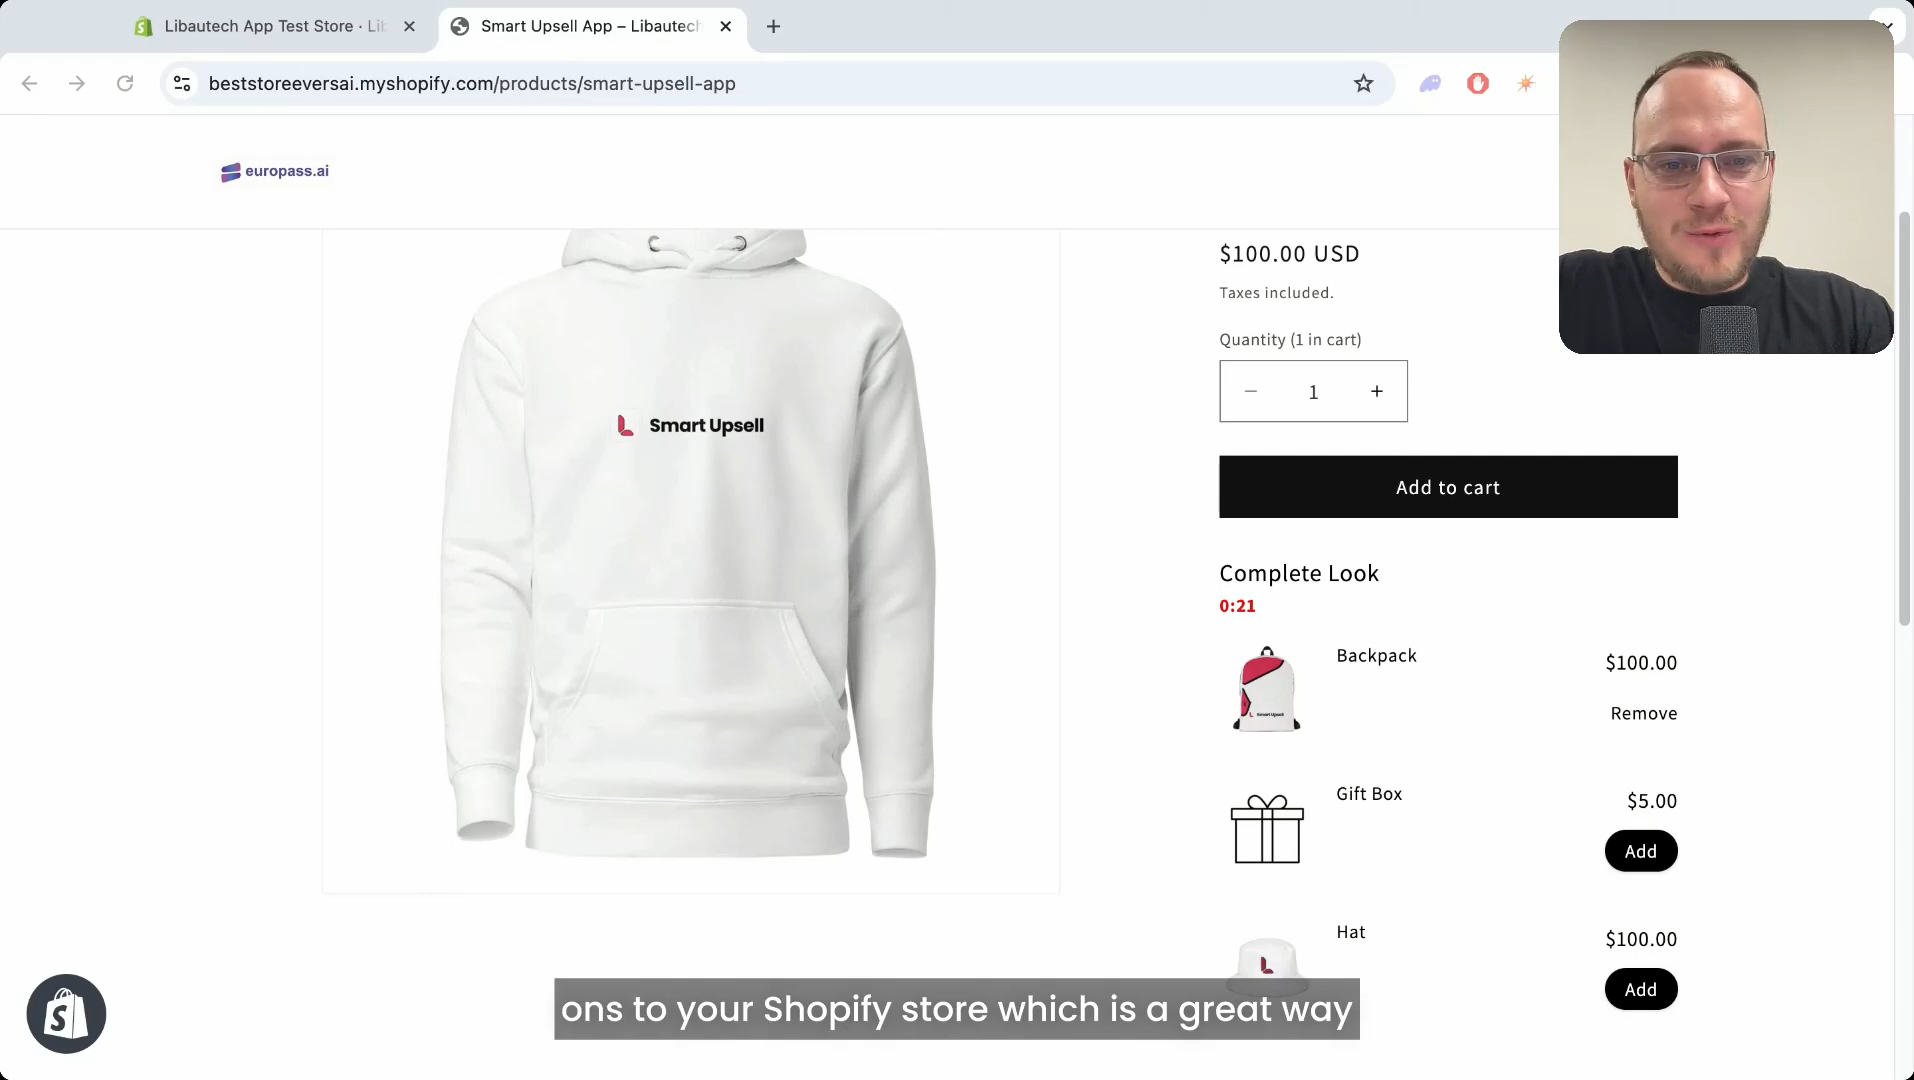 Libautech App Test Store · Lib
Smart Upsell App – Libautech
beststoreeversai.myshopify.com/products/smart-upsell-app
europass.ai
$100.00 USD
Taxes included.
Quantity (1 in cart)
1
Smart Upsell
Add to cart
Complete Look
0:21
Backpack
$100.00
Remove
Smart Upsell
Gift Box
$5.00
Add
Hat
$100.00
Add
ons to your Shopify store which is a great way